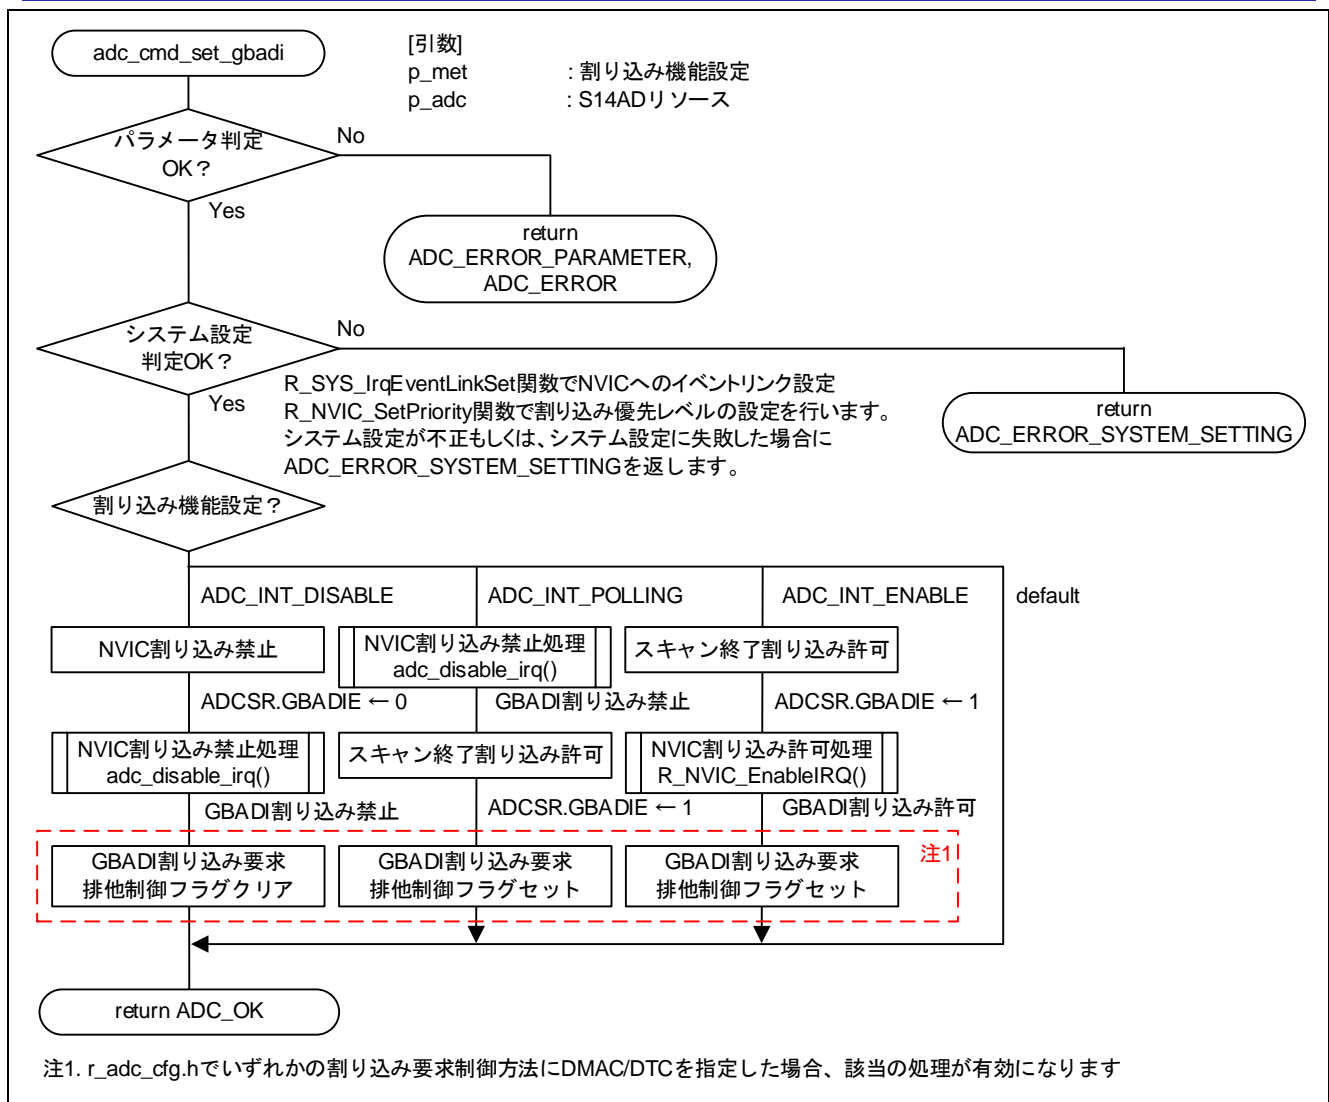 adc_cmd_set_gbadi
[引数]
p_met : 割り込み機能設定
p_adc : S14ADリソース
パラメータ判定
OK？
No
Yes
return
ADC_ERROR_PARAMETER,
ADC_ERROR
システム設定
判定OK？
No
Yes
R_SYS_IrqEventLinkSet関数でNVICへのイベントリンク設定
R_NVIC_SetPriority関数で割り込み優先レベルの設定を行います。
システム設定が不正もしくは、システム設定に失敗した場合に
ADC_ERROR_SYSTEM_SETTINGを返します。
return
ADC_ERROR_SYSTEM_SETTING
割り込み機能設定？
ADC_INT_DISABLE
ADC_INT_POLLING
ADC_INT_ENABLE
default
NVIC割り込み禁止
NVIC割り込み禁止処理
adc_disable_irq()
スキャン終了割り込み許可
ADCSR.GBADIE ← 0
GBADI割り込み禁止
ADCSR.GBADIE ← 1
NVIC割り込み禁止処理
adc_disable_irq()
スキャン終了割り込み許可
NVIC割り込み許可処理
R_NVIC_EnableIRQ()
GBADI割り込み禁止
ADCSR.GBADIE ← 1
GBADI割り込み許可
GBADI割り込み要求
排他制御フラグクリア
GBADI割り込み要求
排他制御フラグセット
GBADI割り込み要求
排他制御フラグセット
注1
return ADC_OK
注1. r_adc_cfg.hでいずれかの割り込み要求制御方法にDMAC/DTCを指定した場合、該当の処理が有効になります